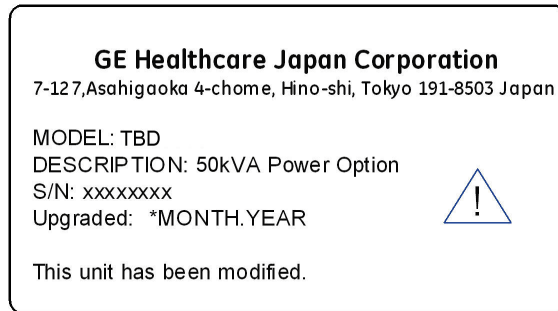 GE Healthcare Japan Corporation
7-127,Asahigaoka 4-chome, Hino-shi, Tokyo 191-8503 Japan
MODEL: TBD
DESCRIPTION: 50kVA Power Option
S/N: xxxxxxxx
Upgraded: *MONTH.YEAR
!
This unit has been modified.